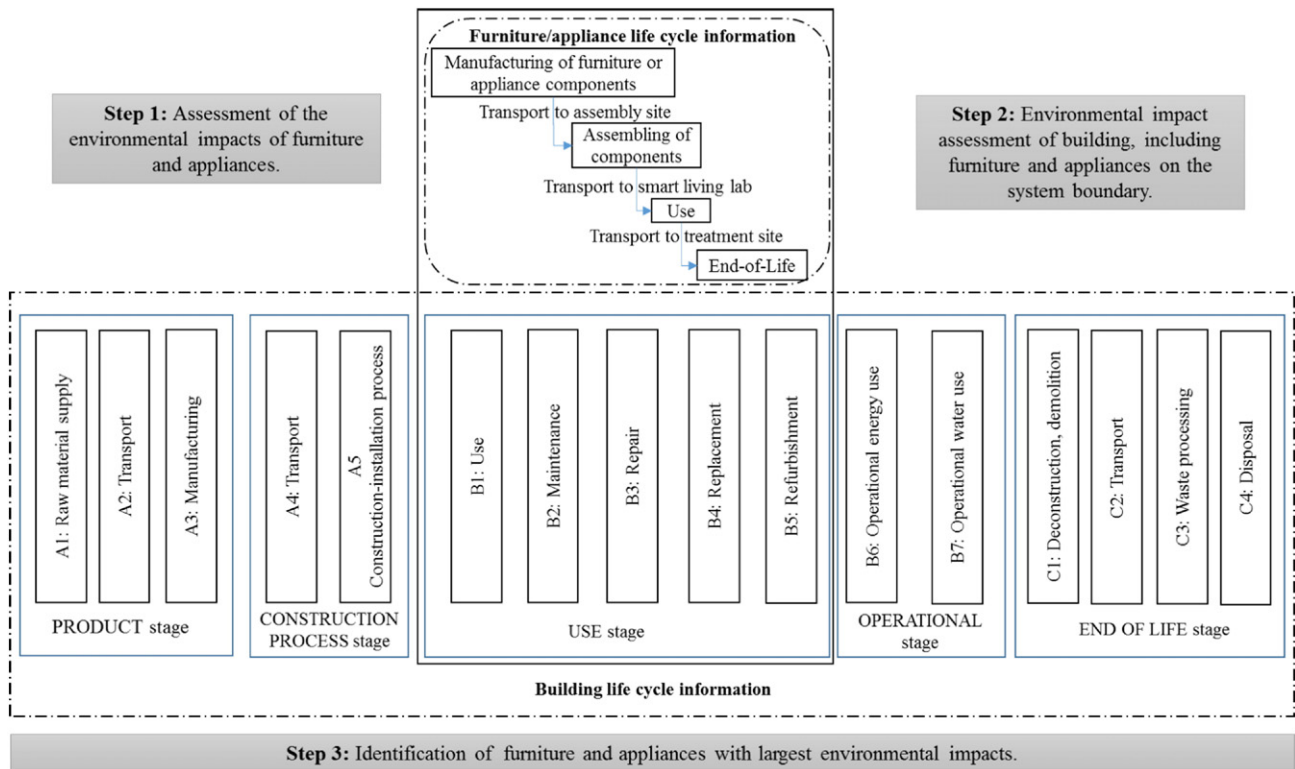 Furniture/appliance life cycle information
Manufacturing of furniture or
appliance components
Transport to assembly site
Assembling of
components
Transport to smart living lab
Use
Transport to treatment site
End-of-Life
Step 1: Assessment of the
environmental impacts of furniture
and appliances.
Step 2: Environmental impact
assessment of building, including
furniture and appliances on the
system boundary.
A1: Raw material supply
A2: Transport
A3: Manufacturing
PRODUCT stage
A4: Transport
A5
Construction-installation process
CONSTRUCTION
PROCESS stage
B1: Use
B2: Maintenance
B3: Repair
B4: Replacement
B5: Refurbishment
USE stage
B6: Operational energy use
B7: Operational water use
OPERATIONAL
stage
C1: Deconstruction, demolition
C2: Transport
C3: Waste processing
C4: Disposal
END OF LIFE stage
Building life cycle information
Step 3: Identification of furniture and appliances with largest environmental impacts.